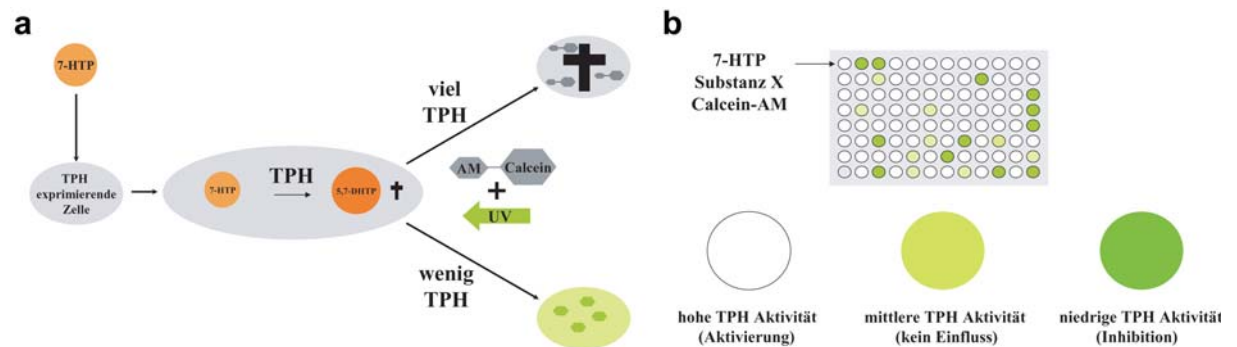 a
7-HTP
TPH
exprimierende
Zelle
7-HTP
TPH
5,7-DHTP
viel
TPH
AM
Calcein
+
UV
wenig
TPH
b
7-HTP
Substanz X
Calcein-AM
hohe TPH Aktivität
(Aktivierung)
mittlere TPH Aktivität
(kein Einfluss)
niedrige TPH Aktivität
(Inhibition)